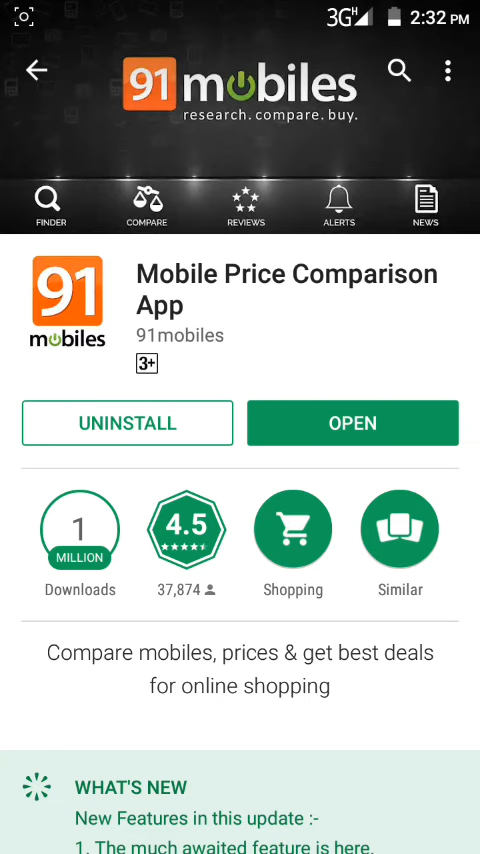 3G H 2:32 PM
91mobiles
research. compare. buy.
FINDER COMPARE REVIEWS ALERTS NEWS
91 mobiles
Mobile Price Comparison
App
91mobiles
3+
UNINSTALL OPEN
1 MILLION 4.5
Downloads 37,874 Shopping Similar
Compare mobiles, prices & get best deals
for online shopping
WHAT'S NEW
New Features in this update :-
1. The much awaited feature is here.